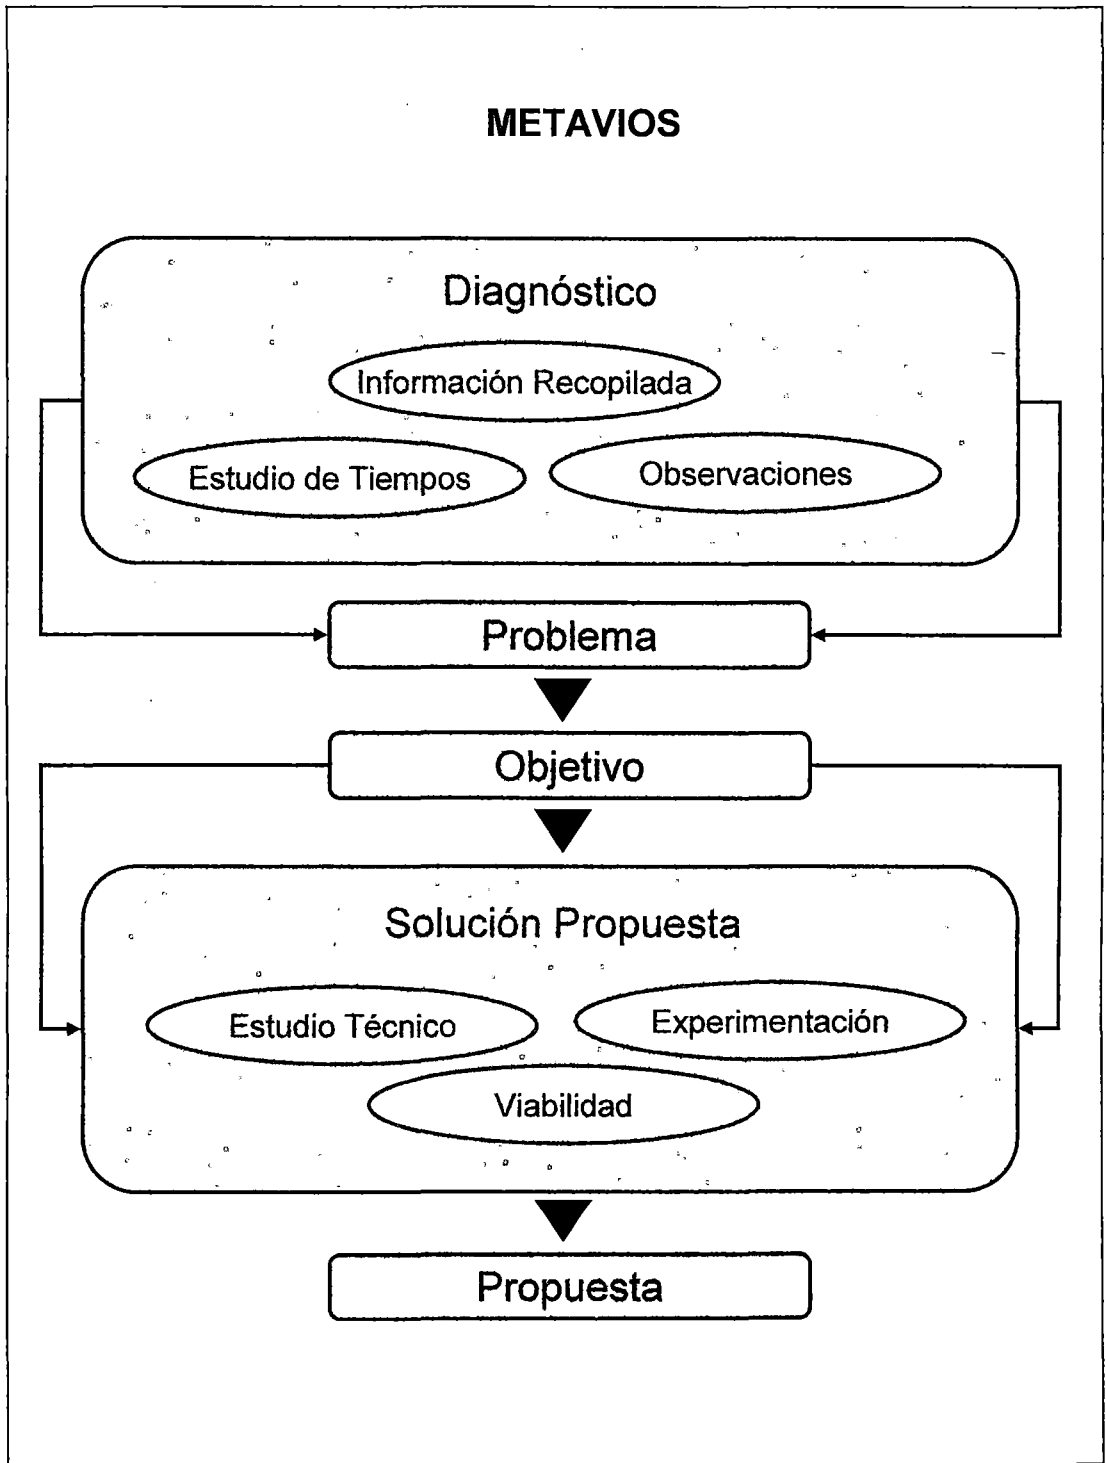 METAVIOS
Diagnóstico
Información Recopilada
Estudio de Tiempos
Observaciones
Problema
Objetivo
Solución Propuesta
Estudio Técnico
Experimentación
Viabilidad
Propuesta